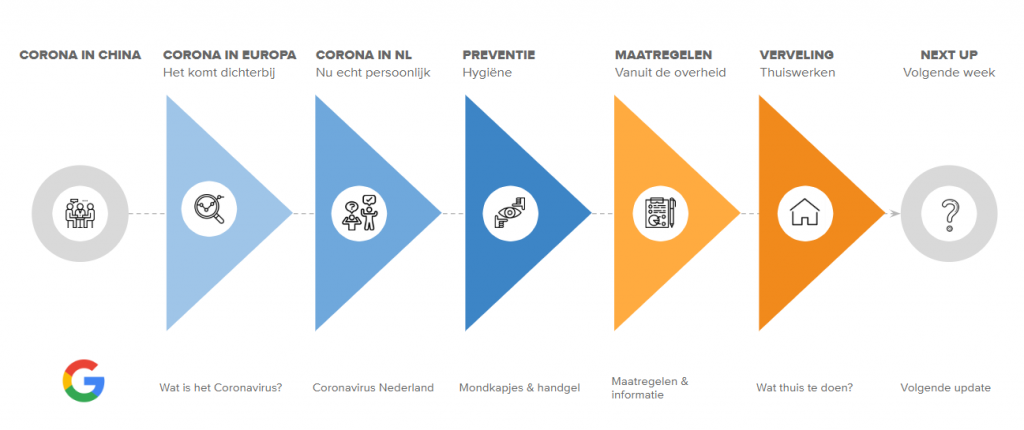 CORONA IN CHINA
CORONA IN EUROPA
Het komt dichterbij
CORONA IN NL
Nu echt persoonlijk
PREVENTIE
Hygiëne
MAATREGELEN
Vanuit de overheid
VERVELING
Thuiswerken
NEXT UP
Volgende week
Wat is het Coronavirus?
Coronavirus Nederland
Mondkapjes & handgel
Maatregelen &
informatie
Wat thuis te doen?
Volgende update